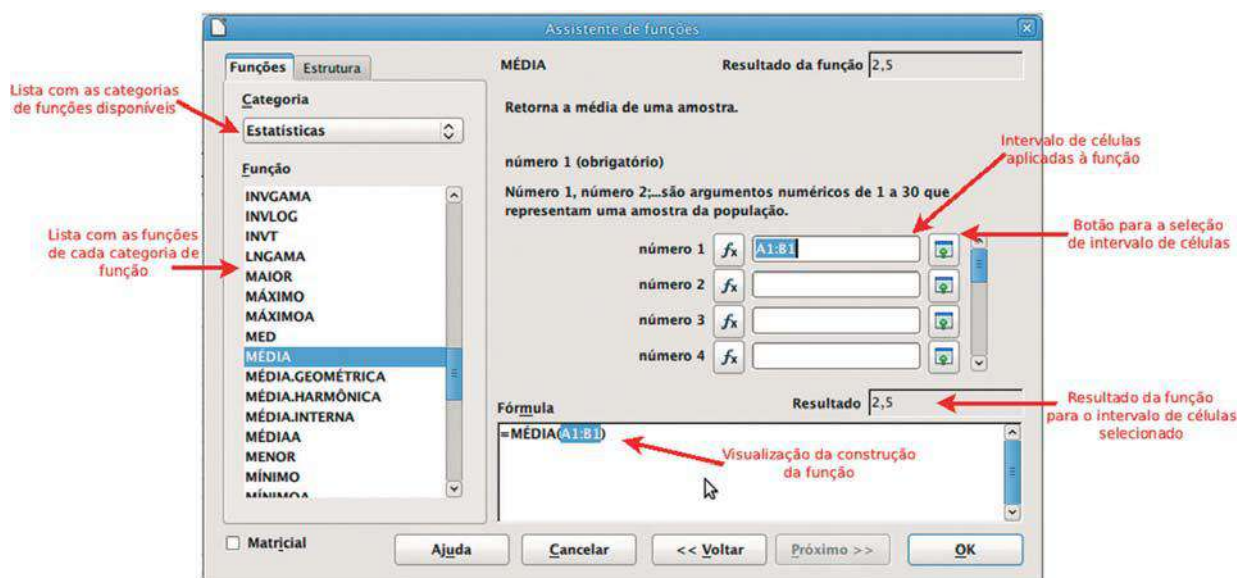 Assistente de funções
Funções
Estrutura
Lista com as categorias
de funções disponíveis
Categoria
Estatísticas
Função
Lista com as funções
de cada categoria de
função
INVGAMA
INVLOG
INVT
LNGAMA
MAIOR
MÁXIMO
MÁXIMOA
MED
MÉDIA
MÉDIA.GEOMÉTRICA
MÉDIA.HARMÔNICA
MÉDIA.INTERNA
MÉDIAA
MENOR
MÍNIMO
MÍNIMOA
MÉDIA
Resultado da função 2,5
Retorna a média de uma amostra.
Intervalo de células
aplicadas à função
número 1 (obrigatório)
Número 1, número 2;...são argumentos numéricos de 1 a 30 que
representam uma amostra da população.
Botão para a seleção
de intervalo de células
número 1 fx A1:B1
número 2 fx
número 3 fx
número 4 fx
Fórmula
Resultado 2,5
Resultado da função
para o intervalo de células
selecionado
=MÉDIA(A1:B1)
Visualização da construção
da função
Matricial
Ajuda
Cancelar
<< Voltar
Próximo >>
OK